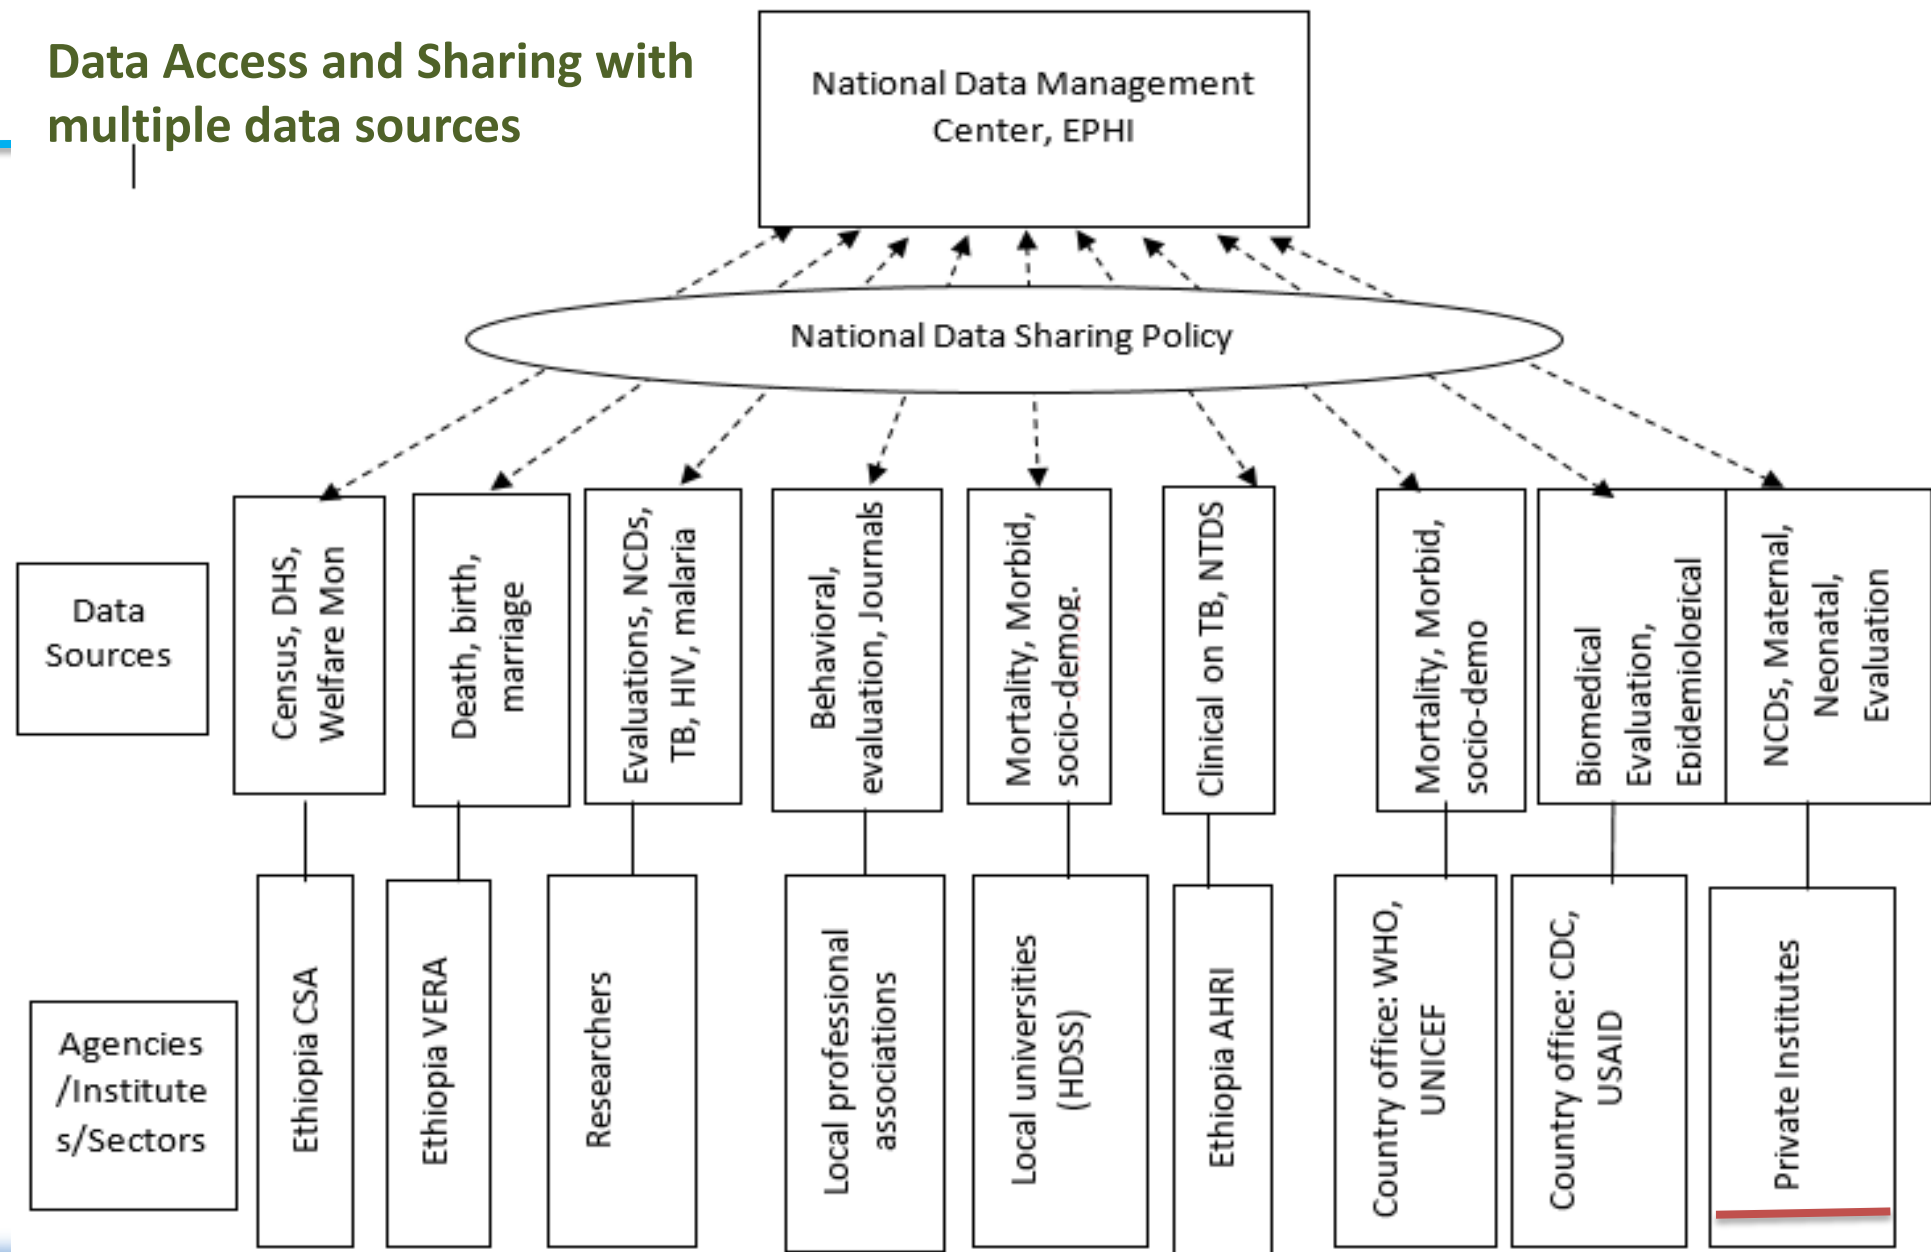 Data Access and Sharing with
multiple data sources
National Data Management
Center, EPHI
National Data Sharing Policy
Data
Sources
Census, DHS,
Welfare Mon
Death, birth,
marriage
Evaluations, NCDs,
TB, HIV, malaria
Behavioral,
evaluation, Journals
Mortality, Morbid,
socio-demog.
Clinical on TB, NTDS
Mortality, Morbid,
socio-demo
Biomedical
Evaluation,
Epidemiological
NCDs, Maternal,
Neonatal,
Evaluation
Agencies
/Institute
s/Sectors
Ethiopia CSA
Ethiopia VERA
Researchers
Local professional
associations
Local universities
(HDSS)
Ethiopia AHRI
Country office: WHO,
UNICEF
Country office: CDC,
USAID
Private Institutes